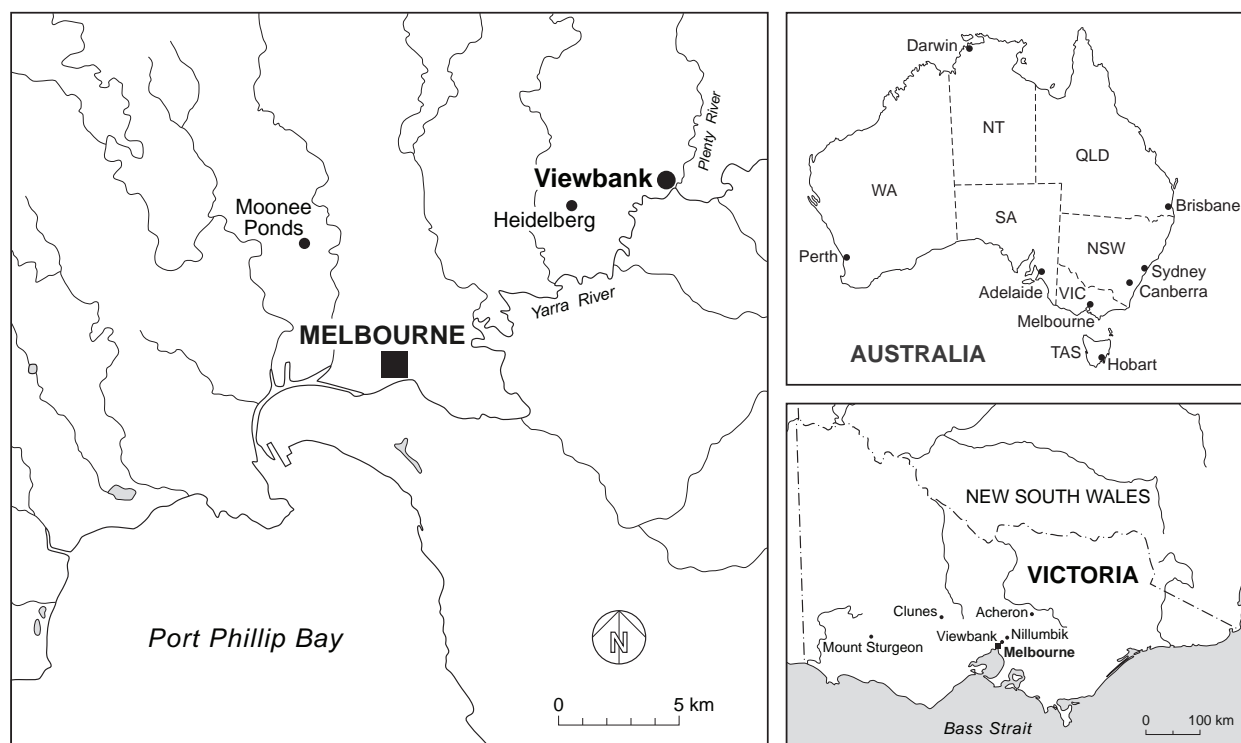 Plenty River
Viewbank
Heidelberg
Moonee
Ponds
Yarra River
MELBOURNE
Port Phillip Bay
N
0 5 km
Darwin
NT
QLD
WA
SA
Brisbane
NSW
Perth
Sydney
Adelaide
VIC
Canberra
Melbourne
AUSTRALIA
TAS
Hobart
NEW SOUTH WALES
VICTORIA
Clunes
Acheron
Viewbank
Nillumbik
Mount Sturgeon
Melbourne
Bass Strait
0 100 km